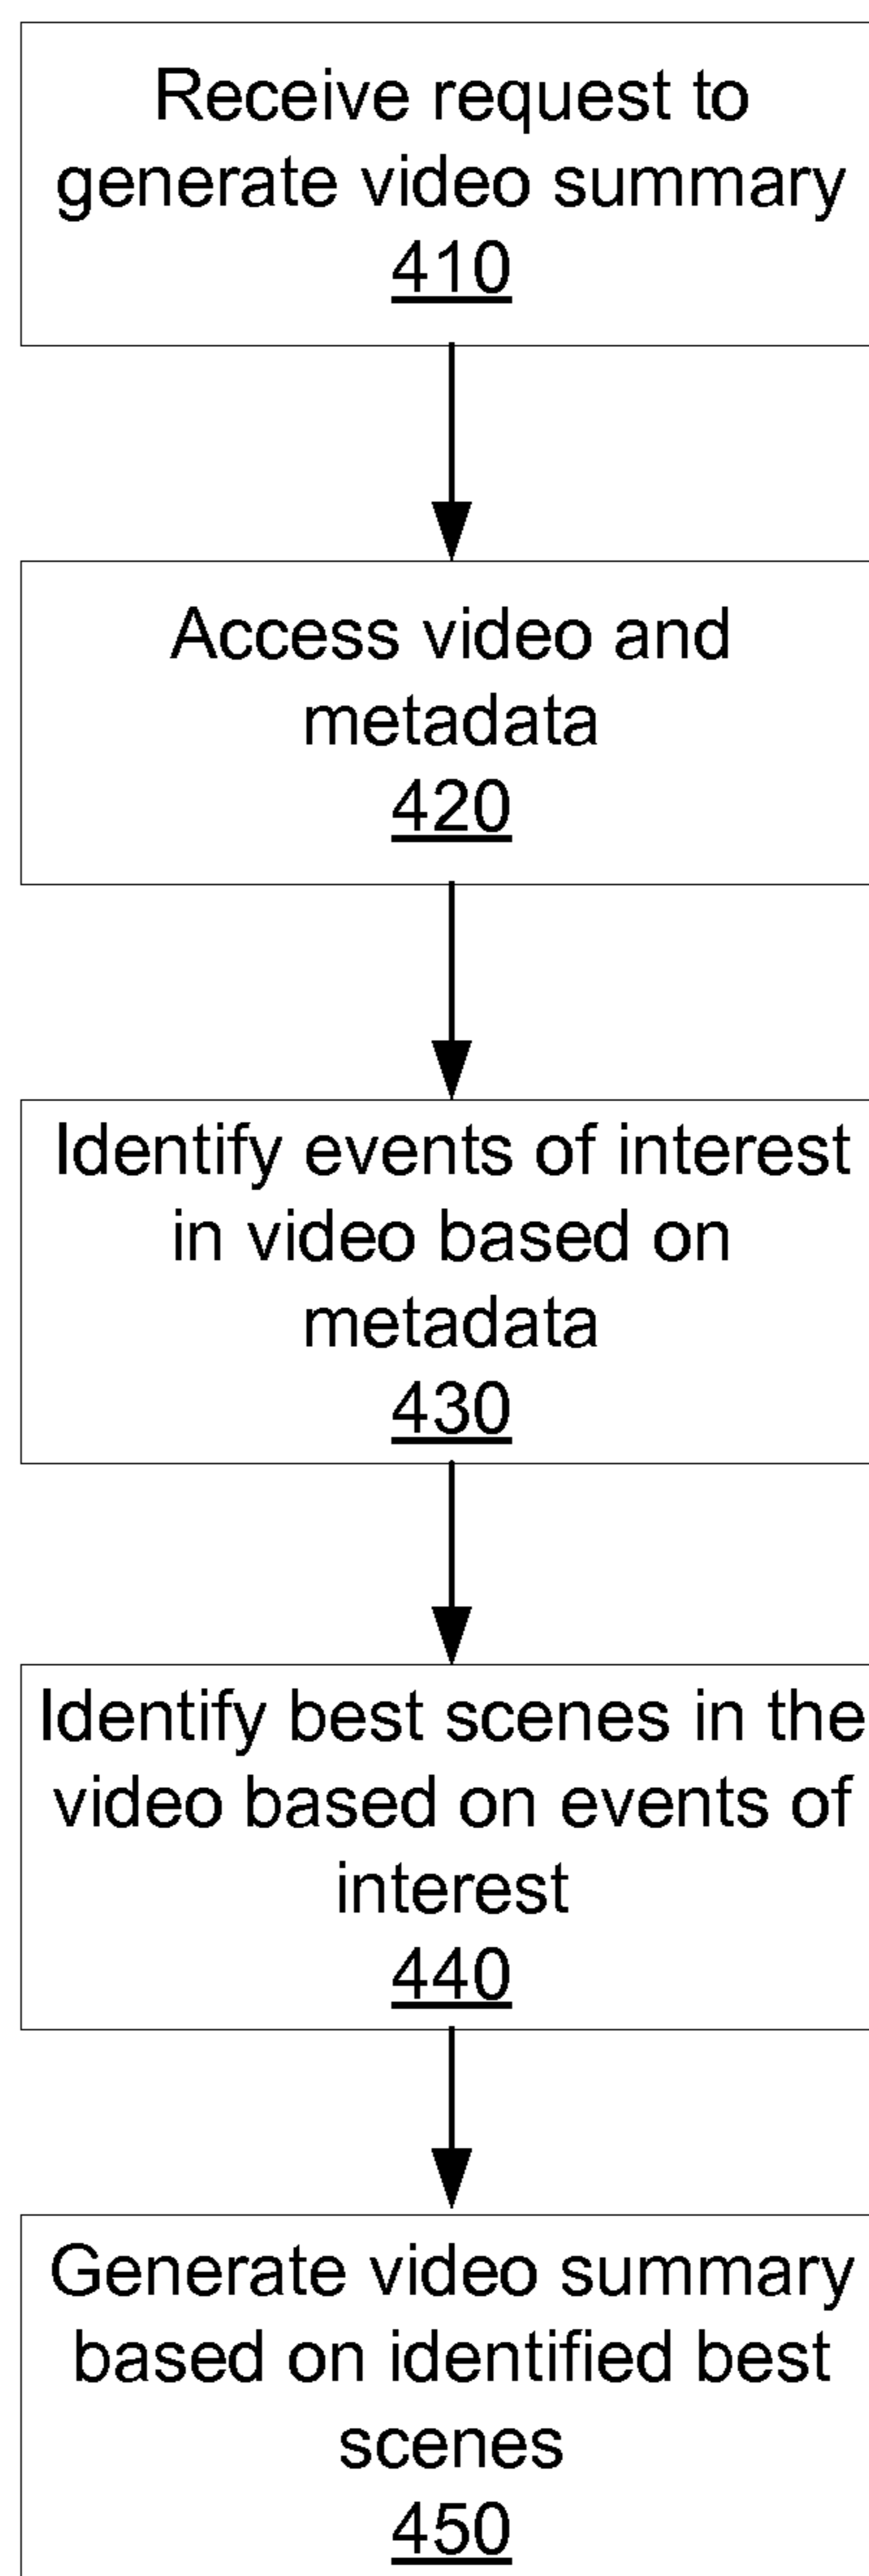 Receive request to
generate video summary
410
Access video and
metadata
420
Identify events of interest
in video based on
metadata
430
Identify best scenes in the
video based on events of
interest
440
Generate video summary
based on identified best
scenes
450